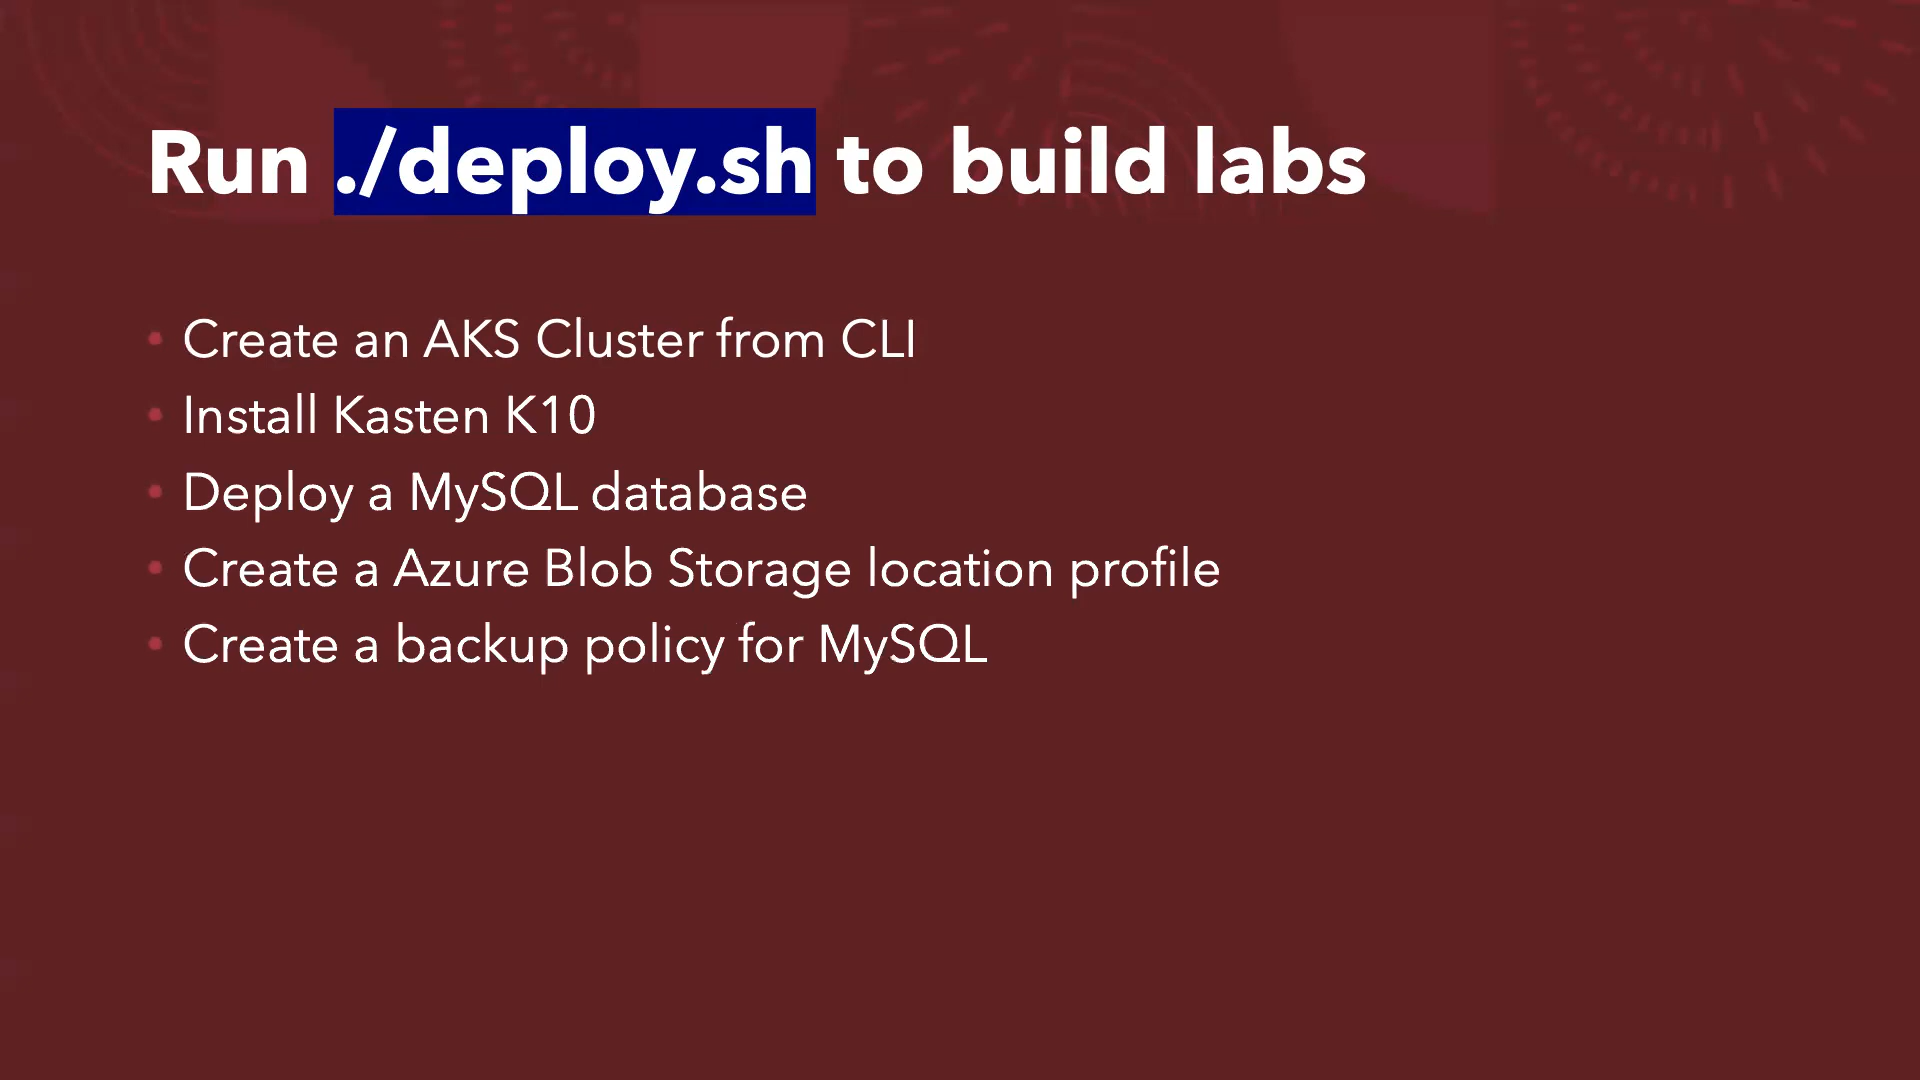 Run ./deploy.sh to build labs
• Create an AKS Cluster from CLI
• Install Kasten K10
• Deploy a MySQL database
• Create a Azure Blob Storage location profile
• Create a backup policy for MySQL